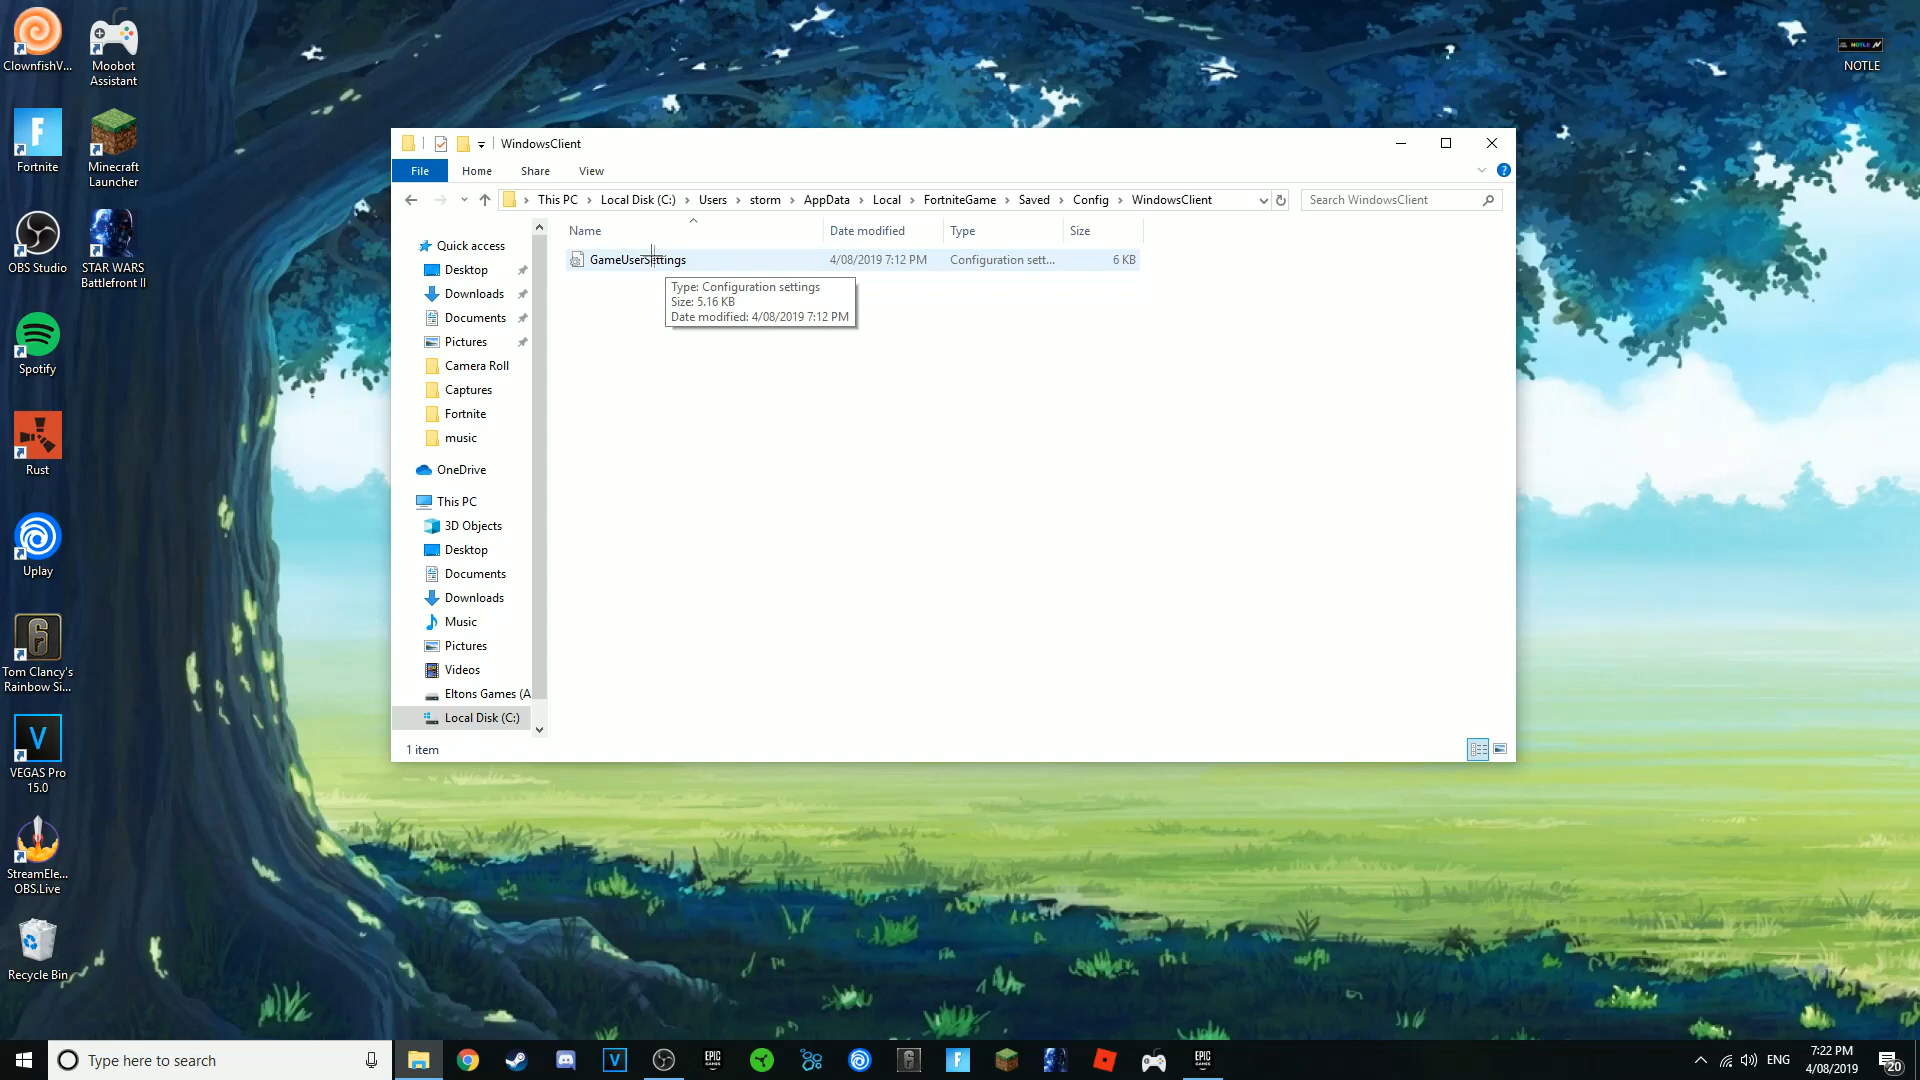 ClownfishV...
Moobot
Assistant
NOTLE
NOTLE
Fortnite
Minecraft
Launcher
OBS Studio
STAR WARS
Battlefront II
Spotify
Rust
Uplay
Tom Clancy's
Rainbow Si...
VEGAS Pro
15.0
StreamEle...
OBS.Live
Recycle Bin
WindowsClient
File
Home
Share
View
This PC
Local Disk (C:)
Users
storm
AppData
Local
FortniteGame
Saved
Config
WindowsClient
Search WindowsClient
Name
Date modified
Type
Size
GameUserSettings
4/08/2019 7:12 PM
Configuration sett...
6 KB
Type: Configuration settings
Size: 5.16 KB
Date modified: 4/08/2019 7:12 PM
Quick access
Desktop
Downloads
Documents
Pictures
Camera Roll
Captures
Fortnite
music
OneDrive
This PC
3D Objects
Desktop
Documents
Downloads
Music
Pictures
Videos
Eltons Games (A
Local Disk (C:)
1 item
Type here to search
EPIC
GAMES
EPIC
GAMES
ENG
7:22 PM
4/08/2019
20